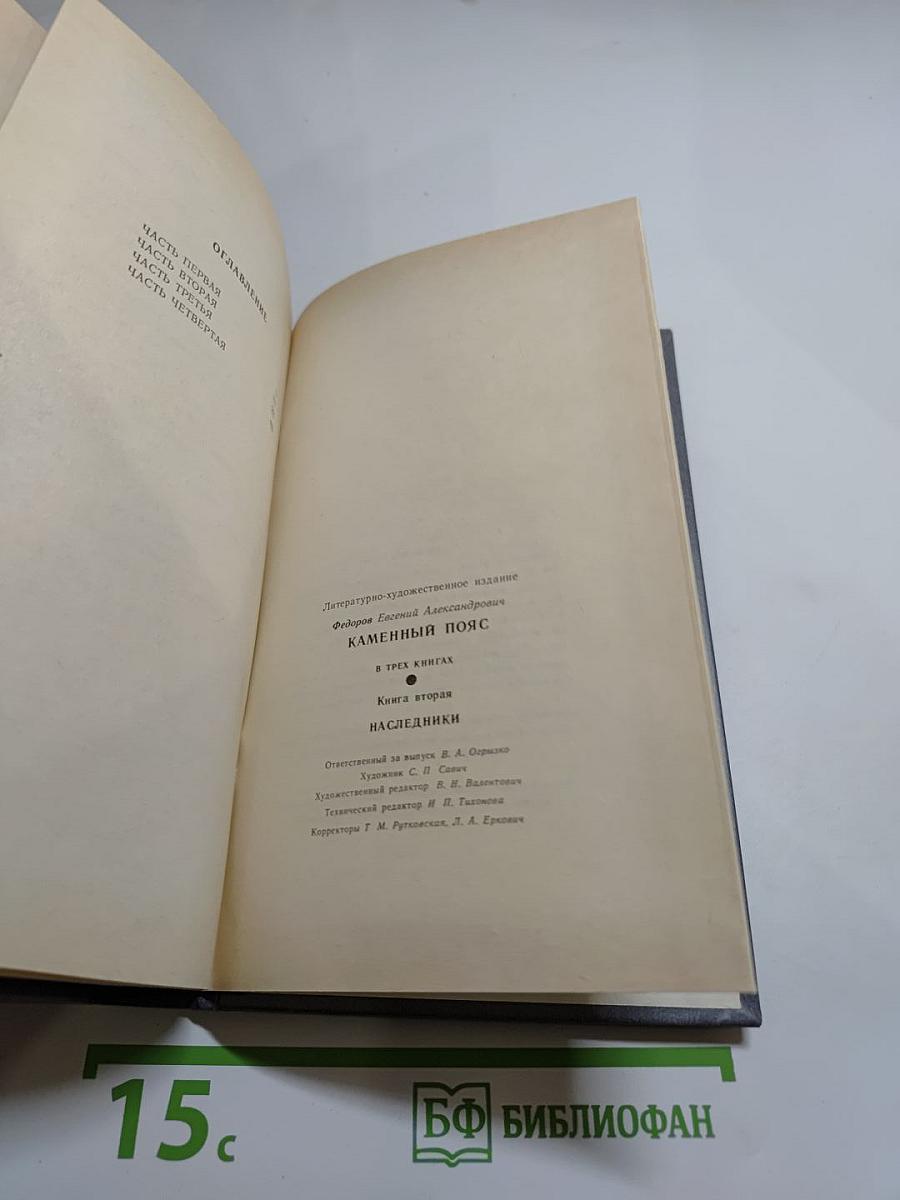 ОГЛАВЛЕНИЕ
ЧАСТЬ ПЕРВАЯ
ЧАСТЬ ВТОРАЯ
ЧАСТЬ ТРЕТЬЯ
ЧАСТЬ ЧЕТВЕРТАЯ
Литературно-художественное издание
Федоров Евгений Александрович
КАМЕННЫЙ ПОЯС
В ТРЕХ КНИГАХ
Книга вторая
НАСЛЕДНИКИ
Ответственный за выпуск В. А. Огрызко
Художник С. П Савич
Художественный редактор В. Н. Валентович
Технический редактор И П. Тихонова
Корректоры Т М. Рутковская, Л. А. Еркович
15 с
БФ БИБЛИОФАН